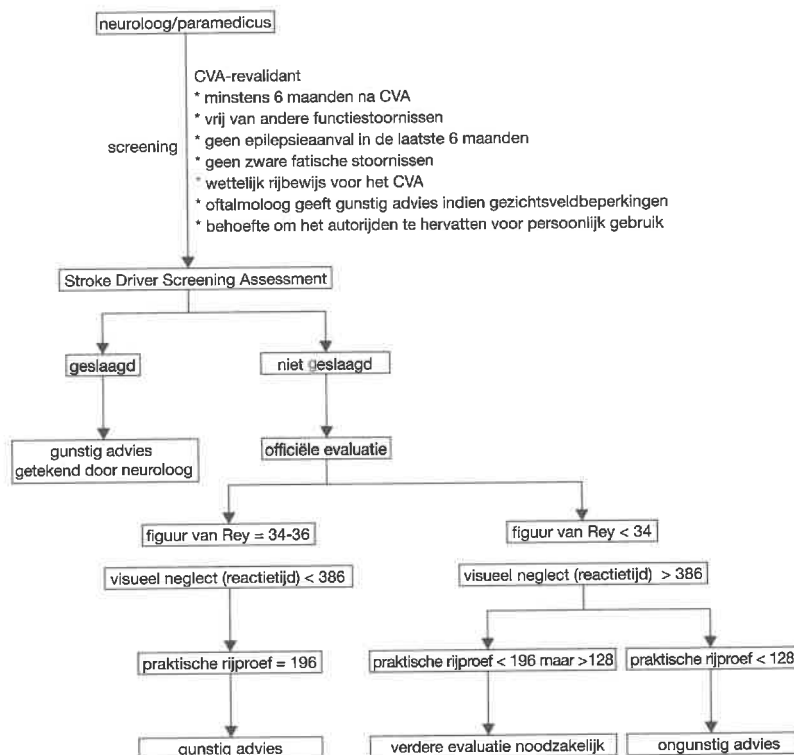 neuroloog/paramedicus
CVA-revalidant
* minstens 6 maanden na CVA
* vrij van andere functiestoornissen
* geen epilepsieaanval in de laatste 6 maanden
screening
* geen zware fatische stoornissen
* wettelijk rijbewijs voor het CVA
* oftalmoloog geeft gunstig advies indien gezichtsveldbeperkingen
* behoefte om het autorijden te hervatten voor persoonlijk gebruik
Stroke Driver Screening Assessment
geslaagd
niet geslaagd
gunstig advies
getekend door neuroloog
officiële evaluatie
figuur van Rey = 34-36
figuur van Rey < 34
visueel neglect (reactietijd) < 386
visueel neglect (reactietijd) > 386
praktische rijproef = 196
praktische rijproef < 196 maar >128
praktische rijproef < 128
gunstig advies
verdere evaluatie noodzakelijk
ongunstig advies